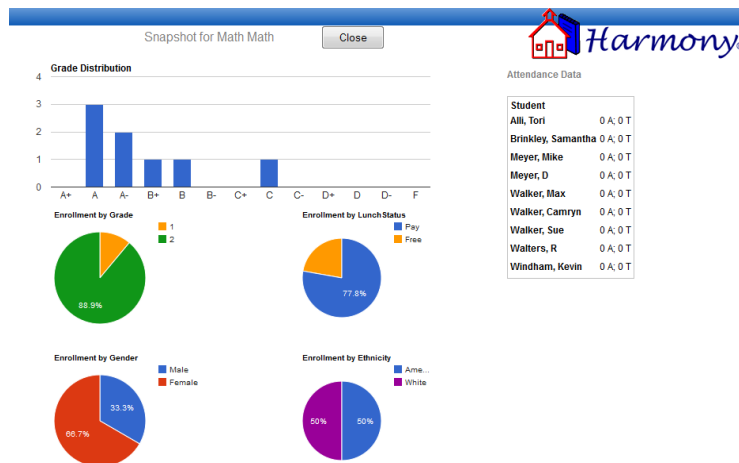 Snapshot for Math Math
Close
Harmony
Grade Distribution
4
3
2
1
0
A+ A A- B+ B B- C+ C C- D+ D D- F
Enrollment by Grade
1
2
88.9%
Enrollment by LunchStatus
Pay
Free
77.8%
Enrollment by Gender
Male
Female
33.3%
66.7%
Enrollment by Ethnicity
Ame...
White
50% 50%
Attendance Data
Student
Alli, Tori 0 A; 0 T
Brinkley, Samantha 0 A; 0 T
Meyer, Mike 0 A; 0 T
Meyer, D 0 A; 0 T
Walker, Max 0 A; 0 T
Walker, Camryn 0 A; 0 T
Walker, Sue 0 A; 0 T
Walters, R 0 A; 0 T
Windham, Kevin 0 A; 0 T